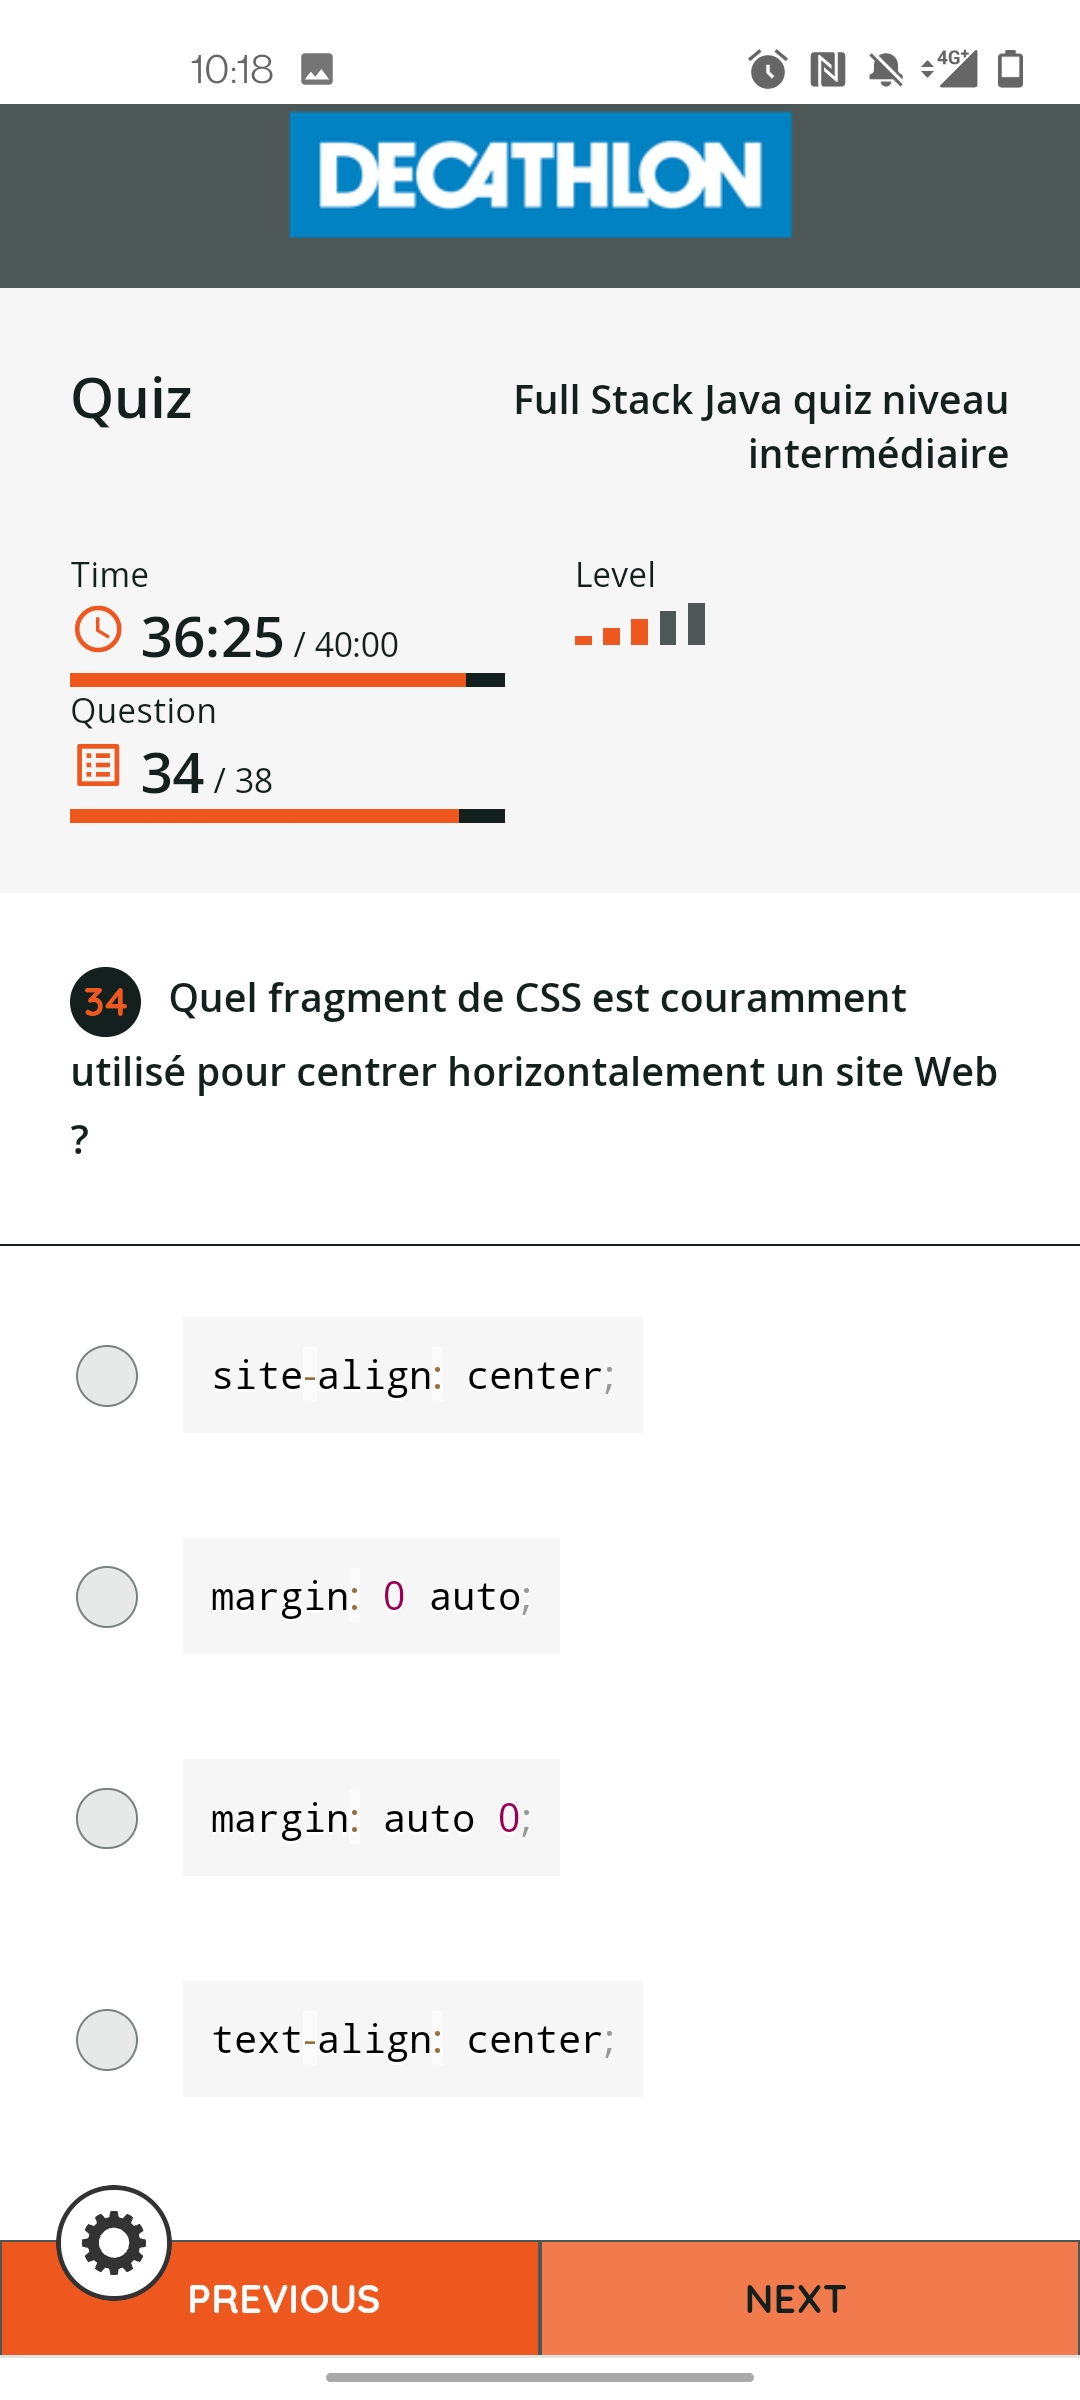 10:18
4G+
DECATHLON
Quiz
Full Stack Java quiz niveau
intermédiaire
Time
Level
36:25 / 40:00
Question
34 / 38
34 Quel fragment de CSS est couramment
utilisé pour centrer horizontalement un site Web
?
site-align: center;
margin: 0 auto;
margin: auto 0;
text-align: center;
PREVIOUS
NEXT